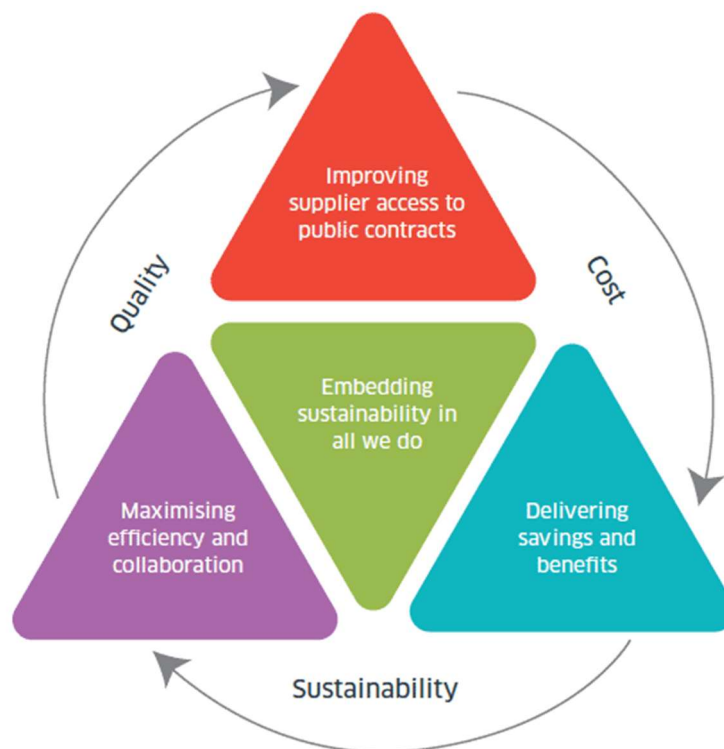 Improving
supplier access to
public contracts
Quality
Cost
Embedding
sustainability in
all we do
Maximising
efficiency and
collaboration
Delivering
savings and
benefits
Sustainability